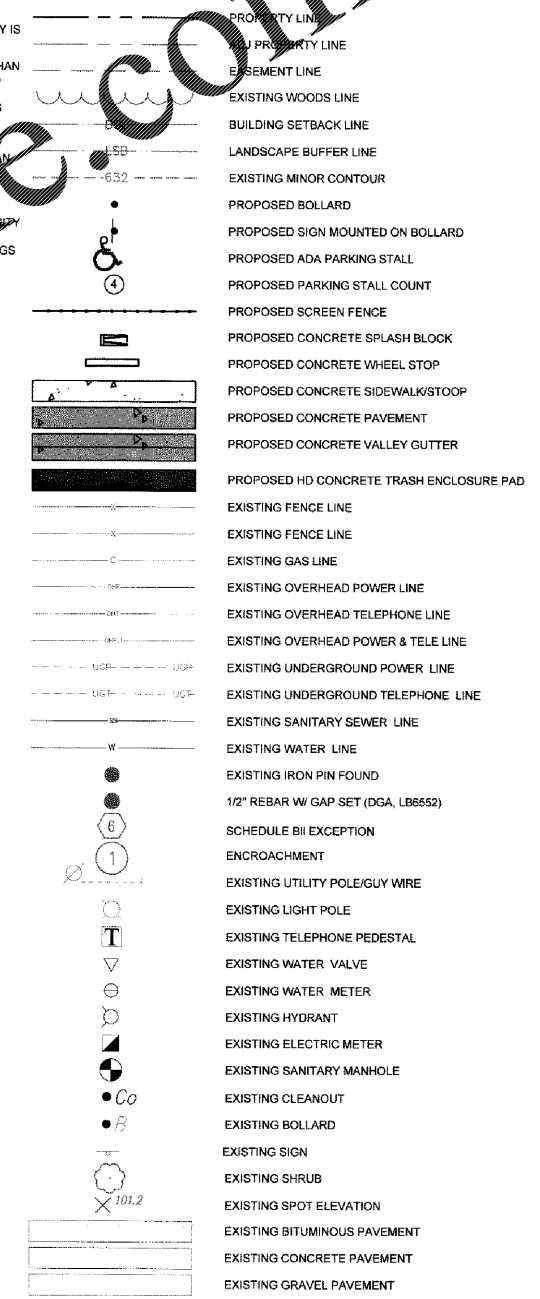 Y IS
HAN
PROPERTY LINE
ADJ PROPERTY LINE
EASEMENT LINE
EXISTING WOODS LINE
BUILDING SETBACK LINE
LSB LANDSCAPE BUFFER LINE
-632- EXISTING MINOR CONTOUR
PROPOSED BOLLARD
PROPOSED SIGN MOUNTED ON BOLLARD
GS
PROPOSED ADA PARKING STALL
4 PROPOSED PARKING STALL COUNT
PROPOSED SCREEN FENCE
PROPOSED CONCRETE SPLASH BLOCK
PROPOSED CONCRETE WHEEL STOP
PROPOSED CONCRETE SIDEWALK/STOOP
PROPOSED CONCRETE PAVEMENT
PROPOSED CONCRETE VALLEY GUTTER
PROPOSED HD CONCRETE TRASH ENCLOSURE PAD
X EXISTING FENCE LINE
X EXISTING FENCE LINE
EXISTING GAS LINE
EXISTING OVERHEAD POWER LINE
EXISTING OVERHEAD TELEPHONE LINE
EXISTING OVERHEAD POWER & TELE LINE
UGP UGP EXISTING UNDERGROUND POWER LINE
UGT UGT EXISTING UNDERGROUND TELEPHONE LINE
SS EXISTING SANITARY SEWER LINE
W EXISTING WATER LINE
EXISTING IRON PIN FOUND
1/2" REBAR W/ GAP SET (DGA, LB6552)
6 SCHEDULE BII EXCEPTION
1 ENCROACHMENT
EXISTING UTILITY POLE/GUY WIRE
EXISTING LIGHT POLE
T EXISTING TELEPHONE PEDESTAL
EXISTING WATER VALVE
EXISTING WATER METER
EXISTING HYDRANT
EXISTING ELECTRIC METER
EXISTING SANITARY MANHOLE
Co EXISTING CLEANOUT
B EXISTING BOLLARD
EXISTING SIGN
EXISTING SHRUB
101.2 EXISTING SPOT ELEVATION
EXISTING BITUMINOUS PAVEMENT
EXISTING CONCRETE PAVEMENT
EXISTING GRAVEL PAVEMENT